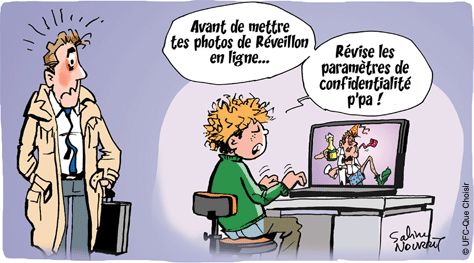 Avant de mettre
tes photos de Réveillon
en ligne...
Révise les
paramètres de
confidentialité
p'pa !
Sabine
NOURRIT
© UFC-Que Choisir